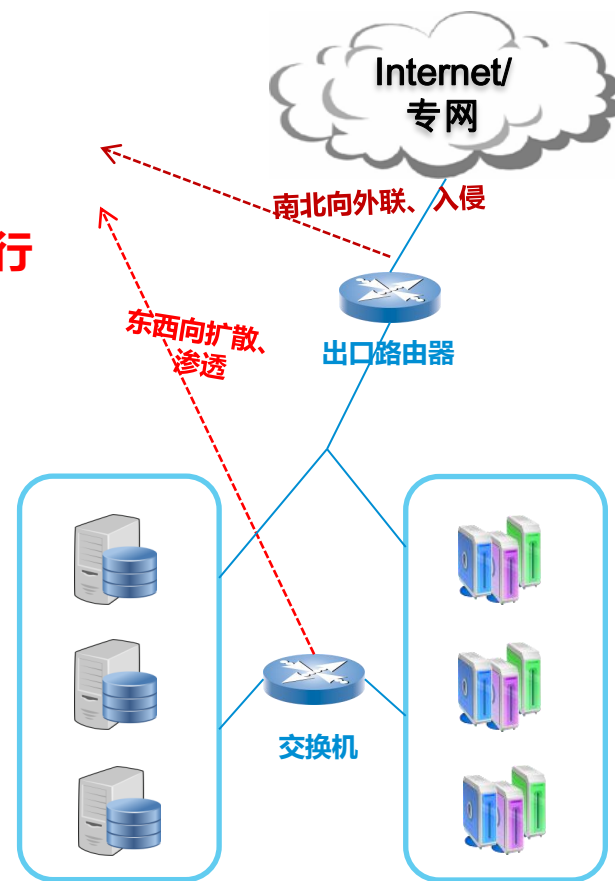 Internet/
专网
南北向外联、入侵
行
东西向扩散、
渗透
出口路由器
交换机